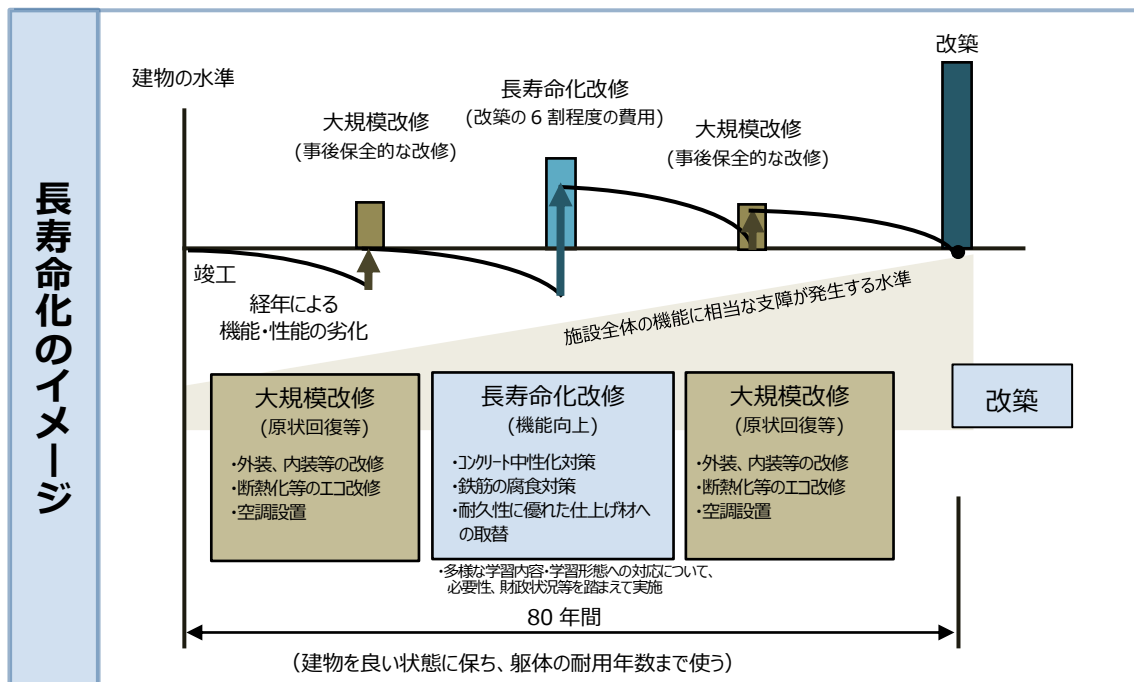 長寿命化のイメージ
改築
建物の水準
長寿命化改修
(改築の6割程度の費用)
大規模改修
(事後保全的な改修)
大規模改修
(事後保全的な改修)
竣工
経年による
機能・性能の劣化
施設全体の機能に相当な支障が発生する水準
大規模改修
(原状回復等)
・外装、内装等の改修
・断熱化等のエコ改修
・空調設置
長寿命化改修
(機能向上)
・コンクリート中性化対策
・鉄筋の腐食対策
・耐久性に優れた仕上げ材へ
の取替
大規模改修
(原状回復等)
・外装、内装等の改修
・断熱化等のエコ改修
・空調設置
改築
・多様な学習内容・学習形態への対応について、
必要性、財政状況等を踏まえて実施
80年間
(建物を良い状態に保ち、躯体の耐用年数まで使う)